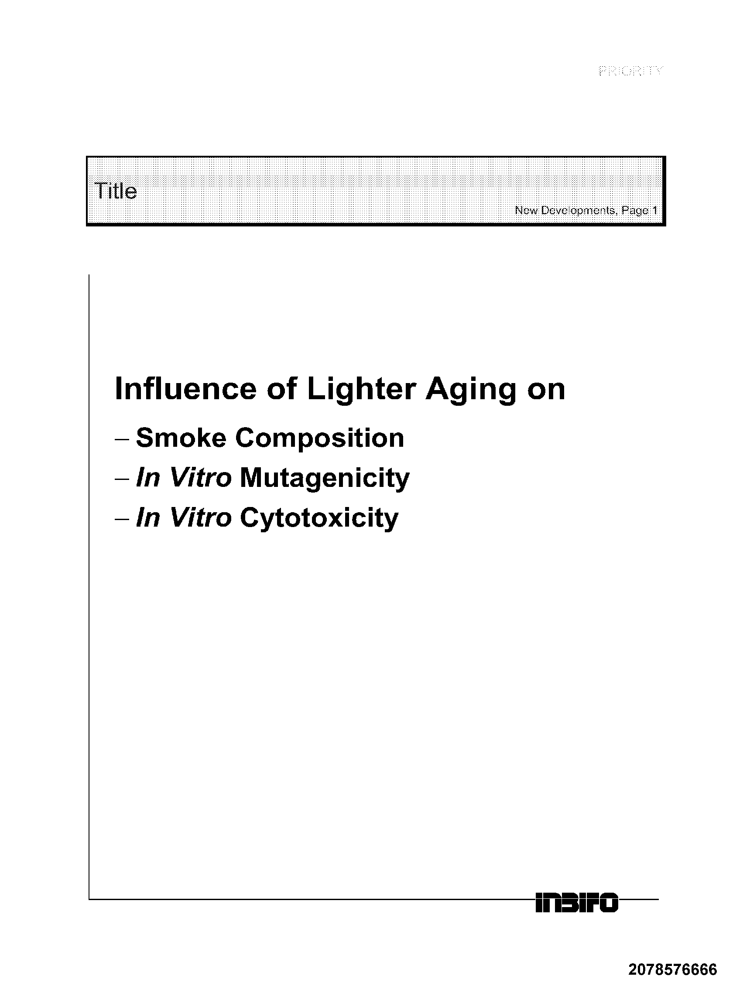 PRIORITY
Title
New Developments, Page 1
Influence of Lighter Aging on
– Smoke Composition
– In Vitro Mutagenicity
– In Vitro Cytotoxicity
INBIFO
2078576666